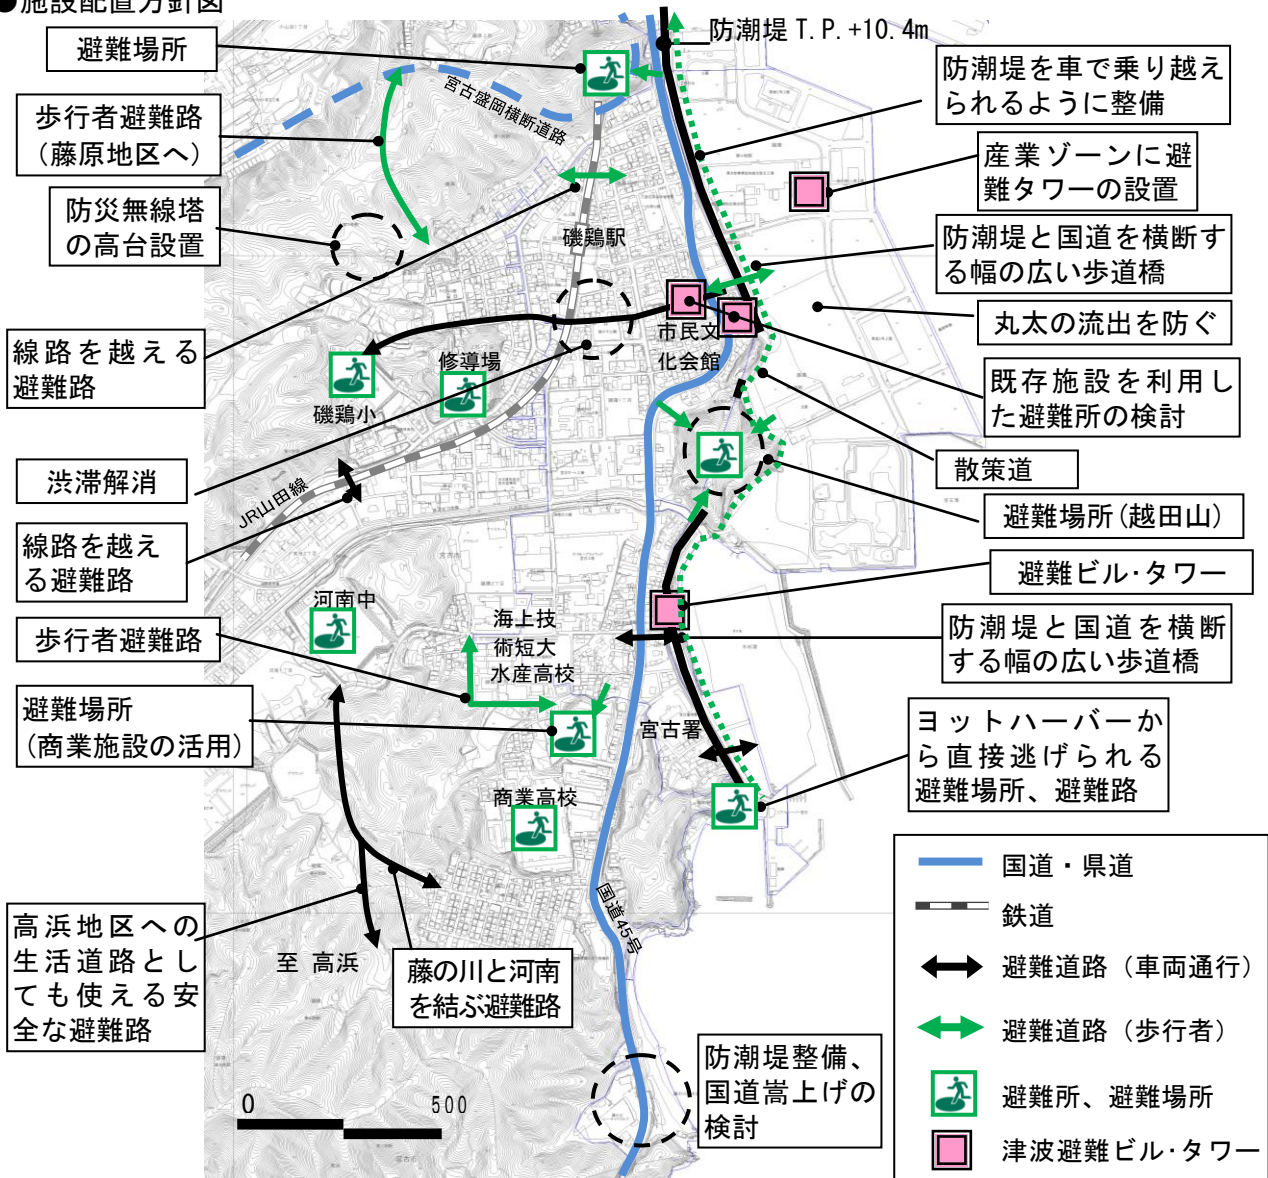 ●施設配置方針図
避難場所
歩行者避難路
（藤原地区へ）
防災無線塔
の高台設置
線路を越える
避難路
渋滞解消
線路を越え
る避難路
歩行者避難路
避難場所
（商業施設の活用）
高浜地区への
生活道路とし
ても使える安
全な避難路
宮古盛岡横断道路
磯鶏駅
市民文
化会館
修導場
磯鶏小
JR山田線
河南中
海上技
術短大
水産高校
宮古署
商業高校
国道45号
至 高浜
藤の川と河南
を結ぶ避難路
0 500
防潮堤 T.P.+10.4m
防潮堤を車で乗り越え
られるように整備
産業ゾーンに避
難タワーの設置
防潮堤と国道を横断す
る幅の広い歩道橋
丸太の流出を防ぐ
既存施設を利用し
た避難所の検討
散策道
避難場所(越田山)
避難ビル・タワー
防潮堤と国道を横断
する幅の広い歩道橋
ヨットハーバーか
ら直接逃げられる
避難場所、避難路
防潮堤整備、
国道嵩上げの
検討
国道・県道
鉄道
避難道路（車両通行）
避難道路（歩行者）
避難所、避難場所
津波避難ビル・タワー